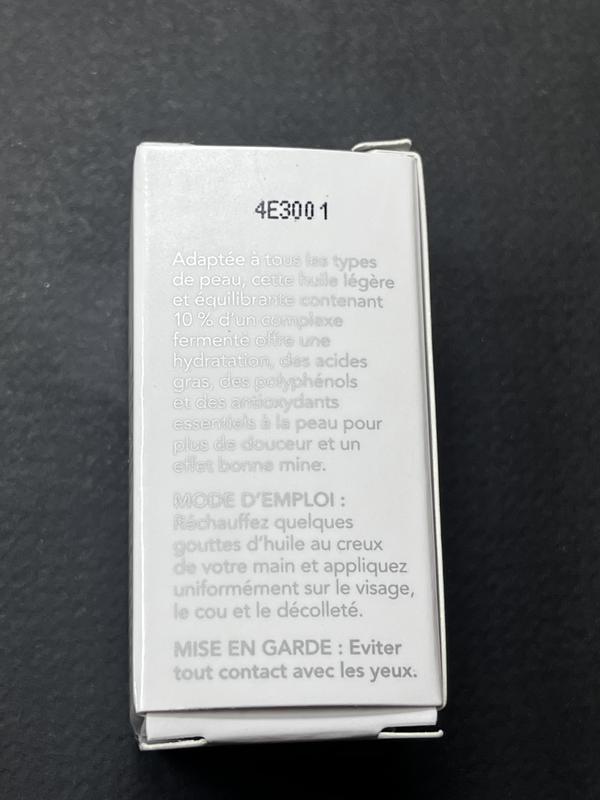 4E3001
Adaptée à tous les types
de peau, cette huile légère
et équilibrante contenant
10 % d'un complexe
fermenté offre une
hydratation, des acides
gras, des polyphénols
et des antioxydants
essentiels à la peau pour
plus de douceur et un
effet bonne mine.
MODE D'EMPLOI :
Réchauffez quelques
gouttes d'huile au creux
de votre main et appliquez
uniformément sur le visage,
le cou et le décolleté.
MISE EN GARDE : Eviter
tout contact avec les yeux.